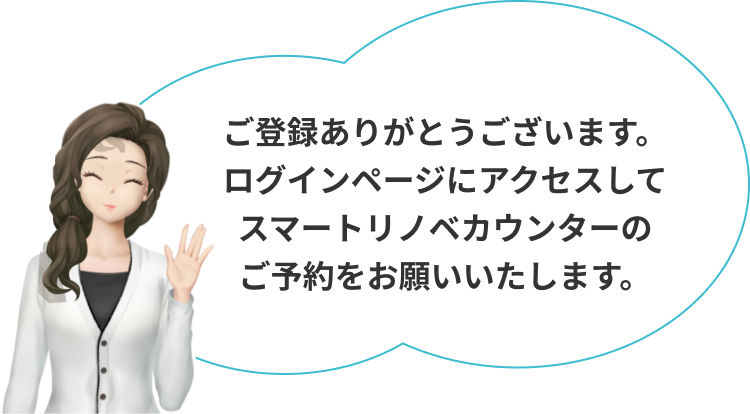 ご登録ありがとうございます。
ログインページにアクセスして
スマートリノベカウンターの
ご予約をお願いいたします。